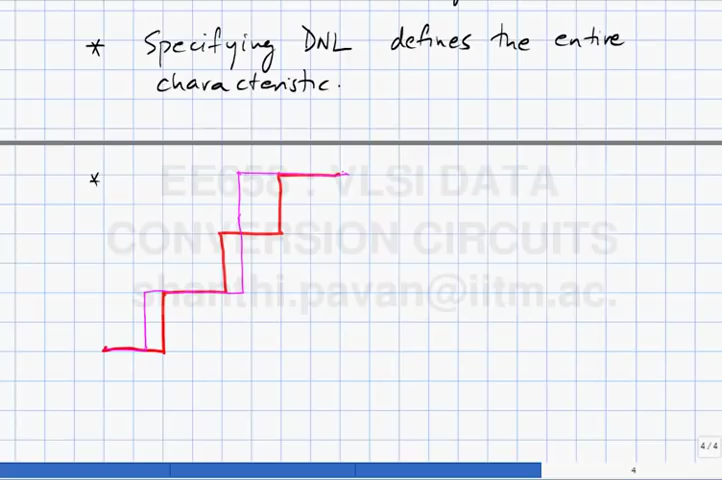 * Specifying DNL defines the entire
characteristic.
*
EE658 : VLSI DATA
CONVERSION CIRCUITS
shanthi.pavan@iitm.ac.
4/4
4